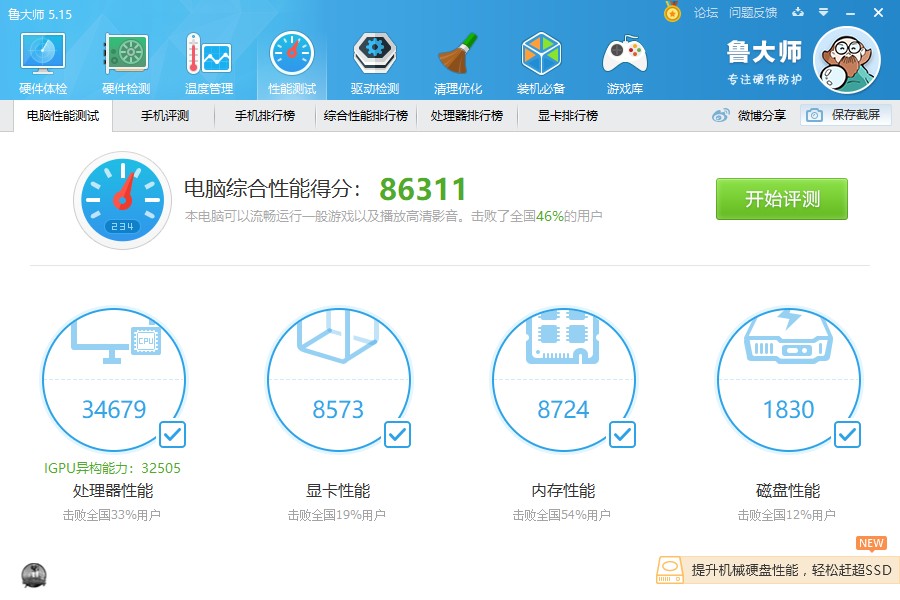 鲁大师 5.15
论坛 问题反馈
硬件体检 硬件检测 温度管理 性能测试 驱动检测 清理优化 装机必备 游戏库
鲁大师
专注硬件防护
电脑性能测试 手机评测 手机排行榜 综合性能排行榜 处理器排行榜 显卡排行榜 微博分享 保存截屏
电脑综合性能得分： 86311
本电脑可以流畅运行一般游戏以及播放高清影音。击败了全国46%的用户
开始评测
234
CPU
34679 8573 8724 1830
IGPU异构能力：32505
处理器性能 显卡性能 内存性能 磁盘性能
击败全国33%用户 击败全国19%用户 击败全国54%用户 击败全国12%用户
NEW
提升机械硬盘性能，轻松赶超SSD